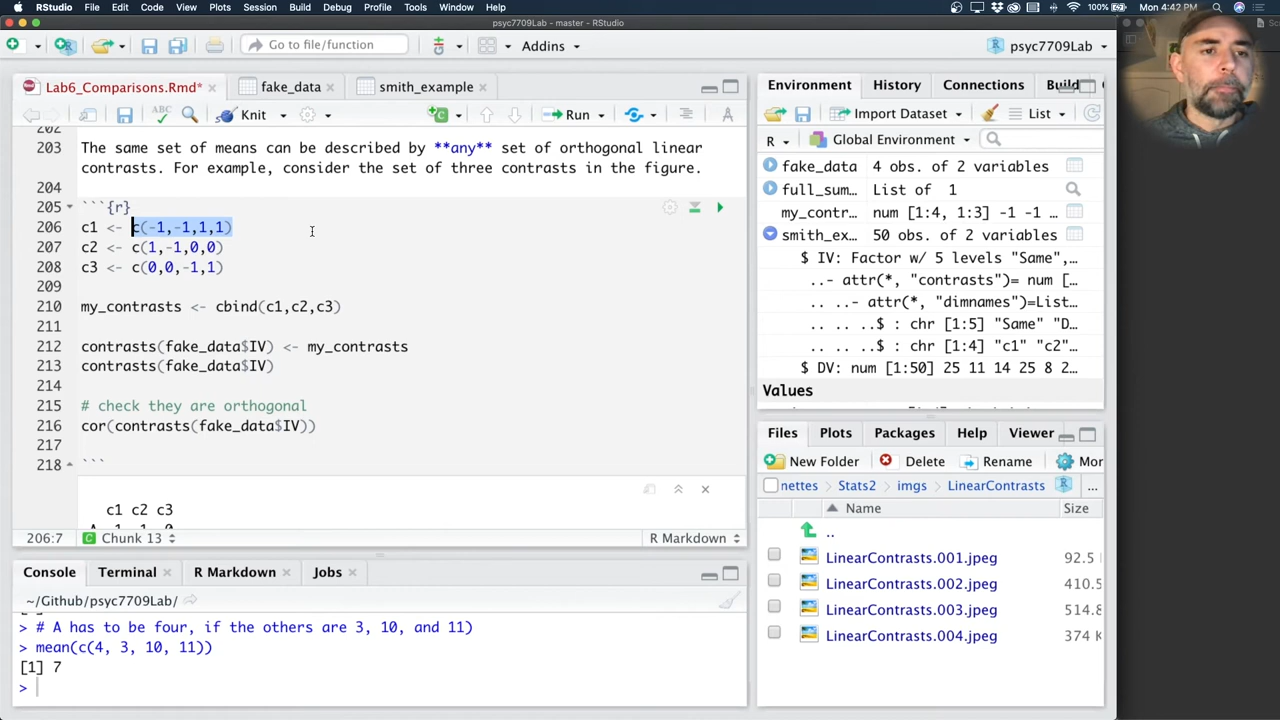 RStudio File Edit Code View Plots Session Build Debug Profile Tools Window Help 100% Mon 4:42 PM
psyc7709Lab - master - RStudio
Go to file/function Addins psyc7709Lab
Lab6_Comparisons.Rmd* fake_data smith_example
ABC Knit Run
202
203 The same set of means can be described by **any** set of orthogonal linear
contrasts. For example, consider the set of three contrasts in the figure.
204
205 ```{r}
206 c1 <- c(-1,-1,1,1)
207 c2 <- c(1,-1,0,0)
208 c3 <- c(0,0,-1,1)
209
210 my_contrasts <- cbind(c1,c2,c3)
211
212 contrasts(fake_data$IV) <- my_contrasts
213 contrasts(fake_data$IV)
214
215 # check they are orthogonal
216 cor(contrasts(fake_data$IV))
217
218 ```
c1 c2 c3
206:7 Chunk 13 R Markdown
Console Terminal R Markdown Jobs
~/Github/psyc7709Lab/
> # A has to be four, if the others are 3, 10, and 11)
> mean(c(4, 3, 10, 11))
[1] 7
>
Environment History Connections Build
Import Dataset List
R Global Environment
fake_data 4 obs. of 2 variables
full_sum… List of 1
my_contr… num [1:4, 1:3] -1 -1 …
smith_ex… 50 obs. of 2 variables
$ IV: Factor w/ 5 levels "Same",…
..- attr(*, "contrasts")= num […
.. ..- attr(*, "dimnames")=List…
.. .. ..$ : chr [1:5] "Same" "D…
.. .. ..$ : chr [1:4] "c1" "c2"…
$ DV: num [1:50] 25 11 14 25 8 2…
Values
Files Plots Packages Help Viewer
New Folder Delete Rename Mor
nettes Stats2 imgs LinearContrasts ...
Name Size
..
LinearContrasts.001.jpeg 92.5
LinearContrasts.002.jpeg 410.5
LinearContrasts.003.jpeg 514.8
LinearContrasts.004.jpeg 374 K